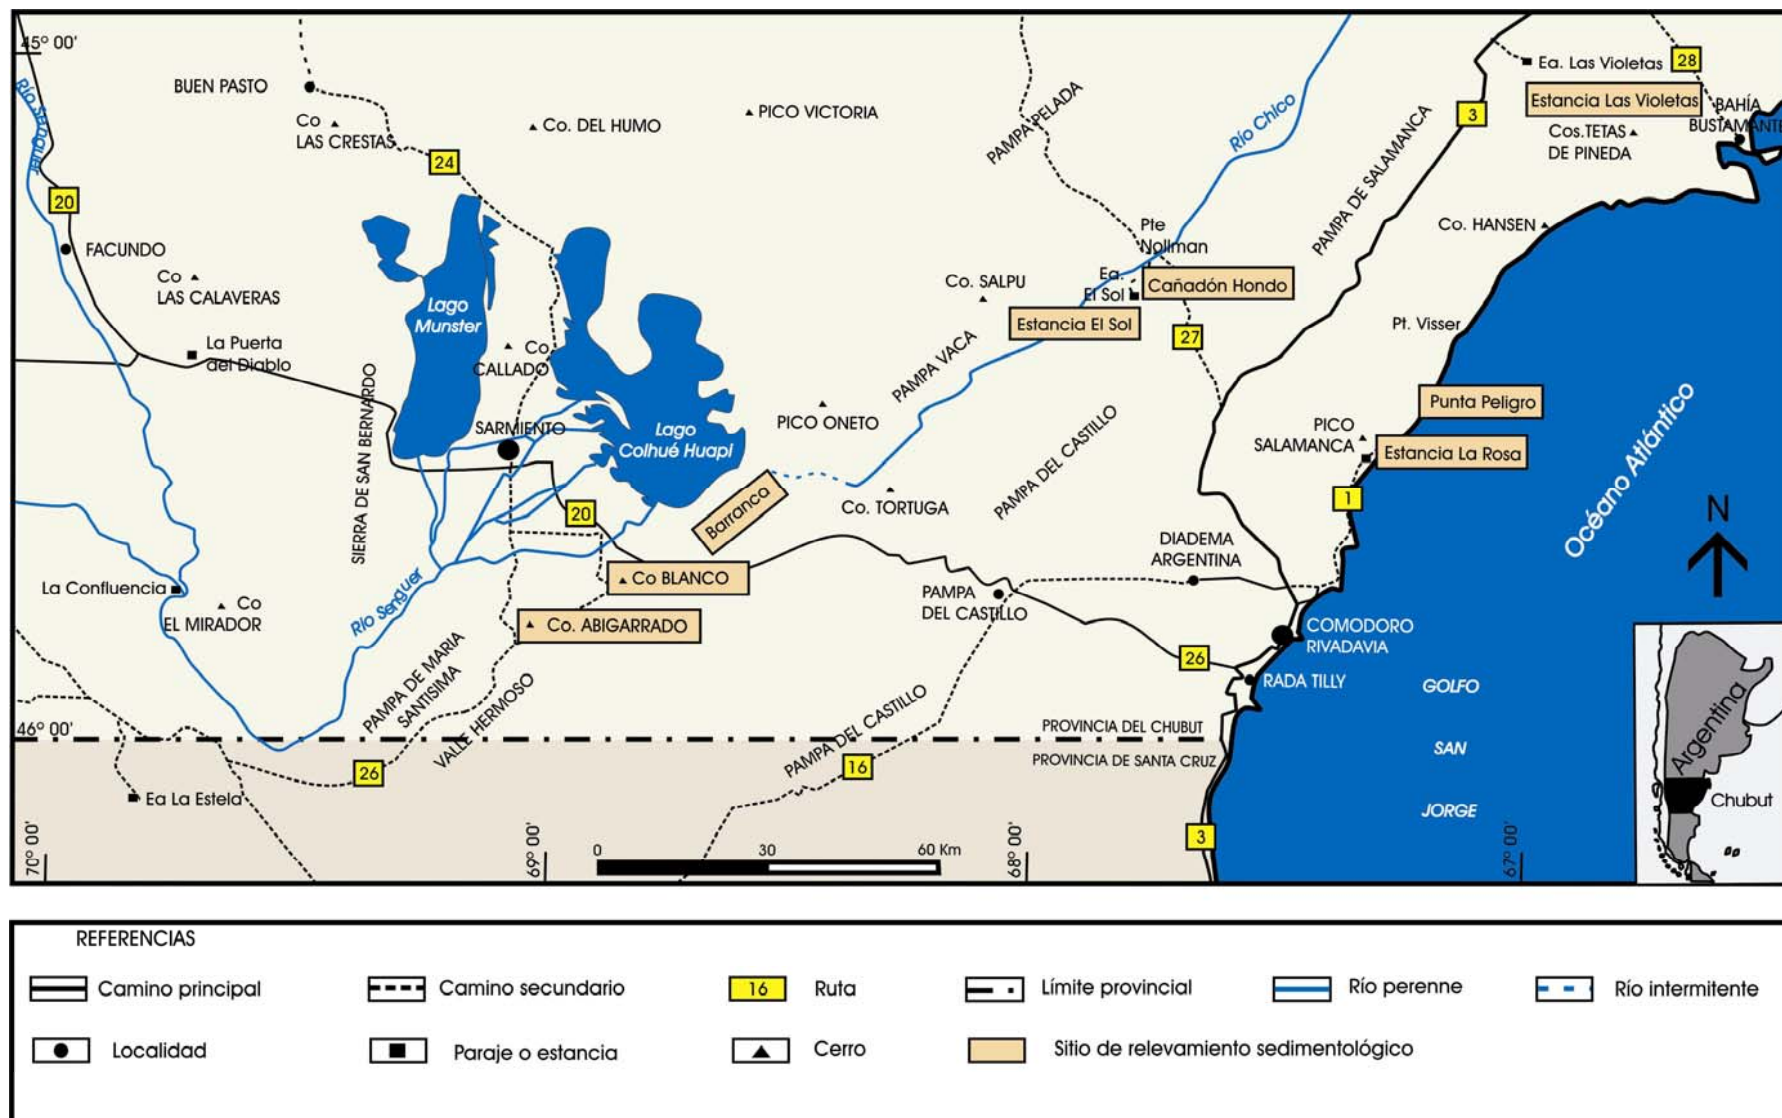 45° 00'
Río Senguer
BUEN PASTO
Co
LAS CRESTAS
Co. DEL HUMO
PICO VICTORIA
PAMPA PELADA
Río Chico
PAMPA DE SALAMANCA
3
Ea. Las Violetas
28
Estancia Las Violetas
BAHÍA
BUSTAMANTE
Cos.TETAS
DE PINEDA
24
20
FACUNDO
Co
LAS CALAVERAS
La Puerta
del Diablo
Lago
Munster
Co.
CALLADO
SIERRA DE SAN BERNARDO
SARMIENTO
Lago
Colhué Huapi
Co. SALPU
Pte
Nollman
Ea.
El Sol
Cañadón Hondo
Estancia El Sol
27
Co. HANSEN
Pt. Visser
PAMPA VACA
PICO ONETO
PAMPA DEL CASTILLO
Punta Peligro
PICO
SALAMANCA
Estancia La Rosa
1
Océano Atlántico
N
20
Barranca
Co. TORTUGA
DIADEMA
ARGENTINA
Co BLANCO
Co. ABIGARRADO
PAMPA
DEL CASTILLO
La Confluencia
Co
EL MIRADOR
Río Senguer
PAMPA DE MARIA
SANTISIMA
VALLE HERMOSO
COMODORO
RIVADAVIA
26
RADA TILLY
GOLFO
SAN
JORGE
46° 00'
PROVINCIA DEL CHUBUT
PROVINCIA DE SANTA CRUZ
PAMPA DEL CASTILLO
16
26
Ea La Estela
3
Argentina
Chubut
0 30 60 Km
70° 00'
69° 00'
68° 00'
67° 00'
REFERENCIAS
Camino principal
Camino secundario
16 Ruta
Límite provincial
Río perenne
Río intermitente
Localidad
Paraje o estancia
Cerro
Sitio de relevamiento sedimentológico